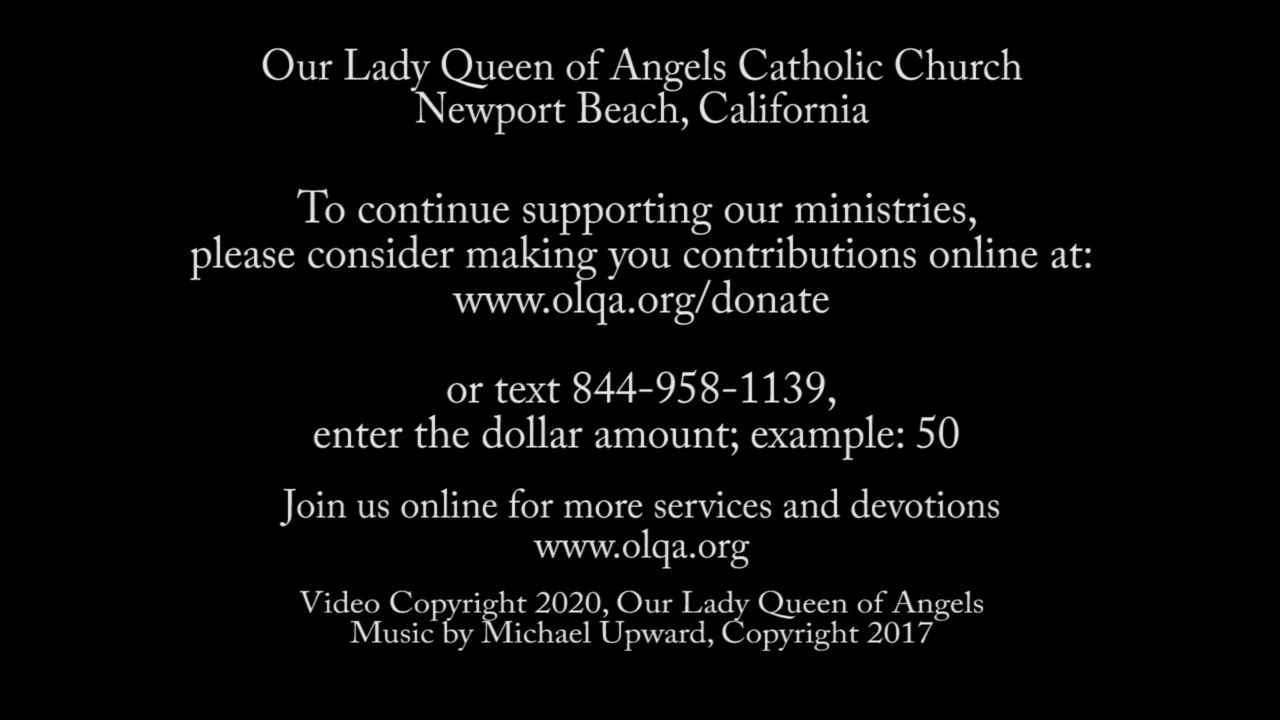 Our Lady Queen of Angels Catholic Church
Newport Beach, California
To continue supporting our ministries,
please consider making you contributions online at:
www.olqa.org/donate
or text 844-958-1139,
enter the dollar amount; example: 50
Join us online for more services and devotions
www.olqa.org
Video Copyright 2020, Our Lady Queen of Angels
Music by Michael Upward, Copyright 2017